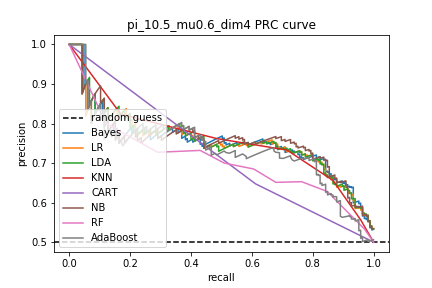 pi_10.5_mu0.6_dim4 PRC curve
1.0
0.9
0.8
0.7
0.6
0.5
precision
random guess
Bayes
LR
LDA
KNN
CART
NB
RF
AdaBoost
0.0 0.2 0.4 0.6 0.8 1.0
recall